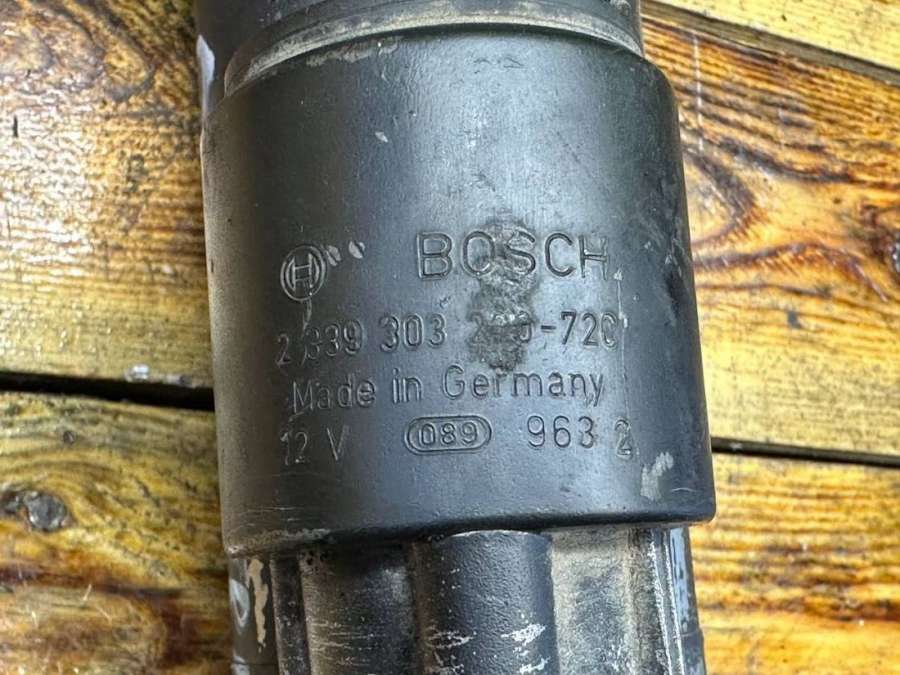 BOSCH
2 339 303
Made in Germany
12 V 089 963 2